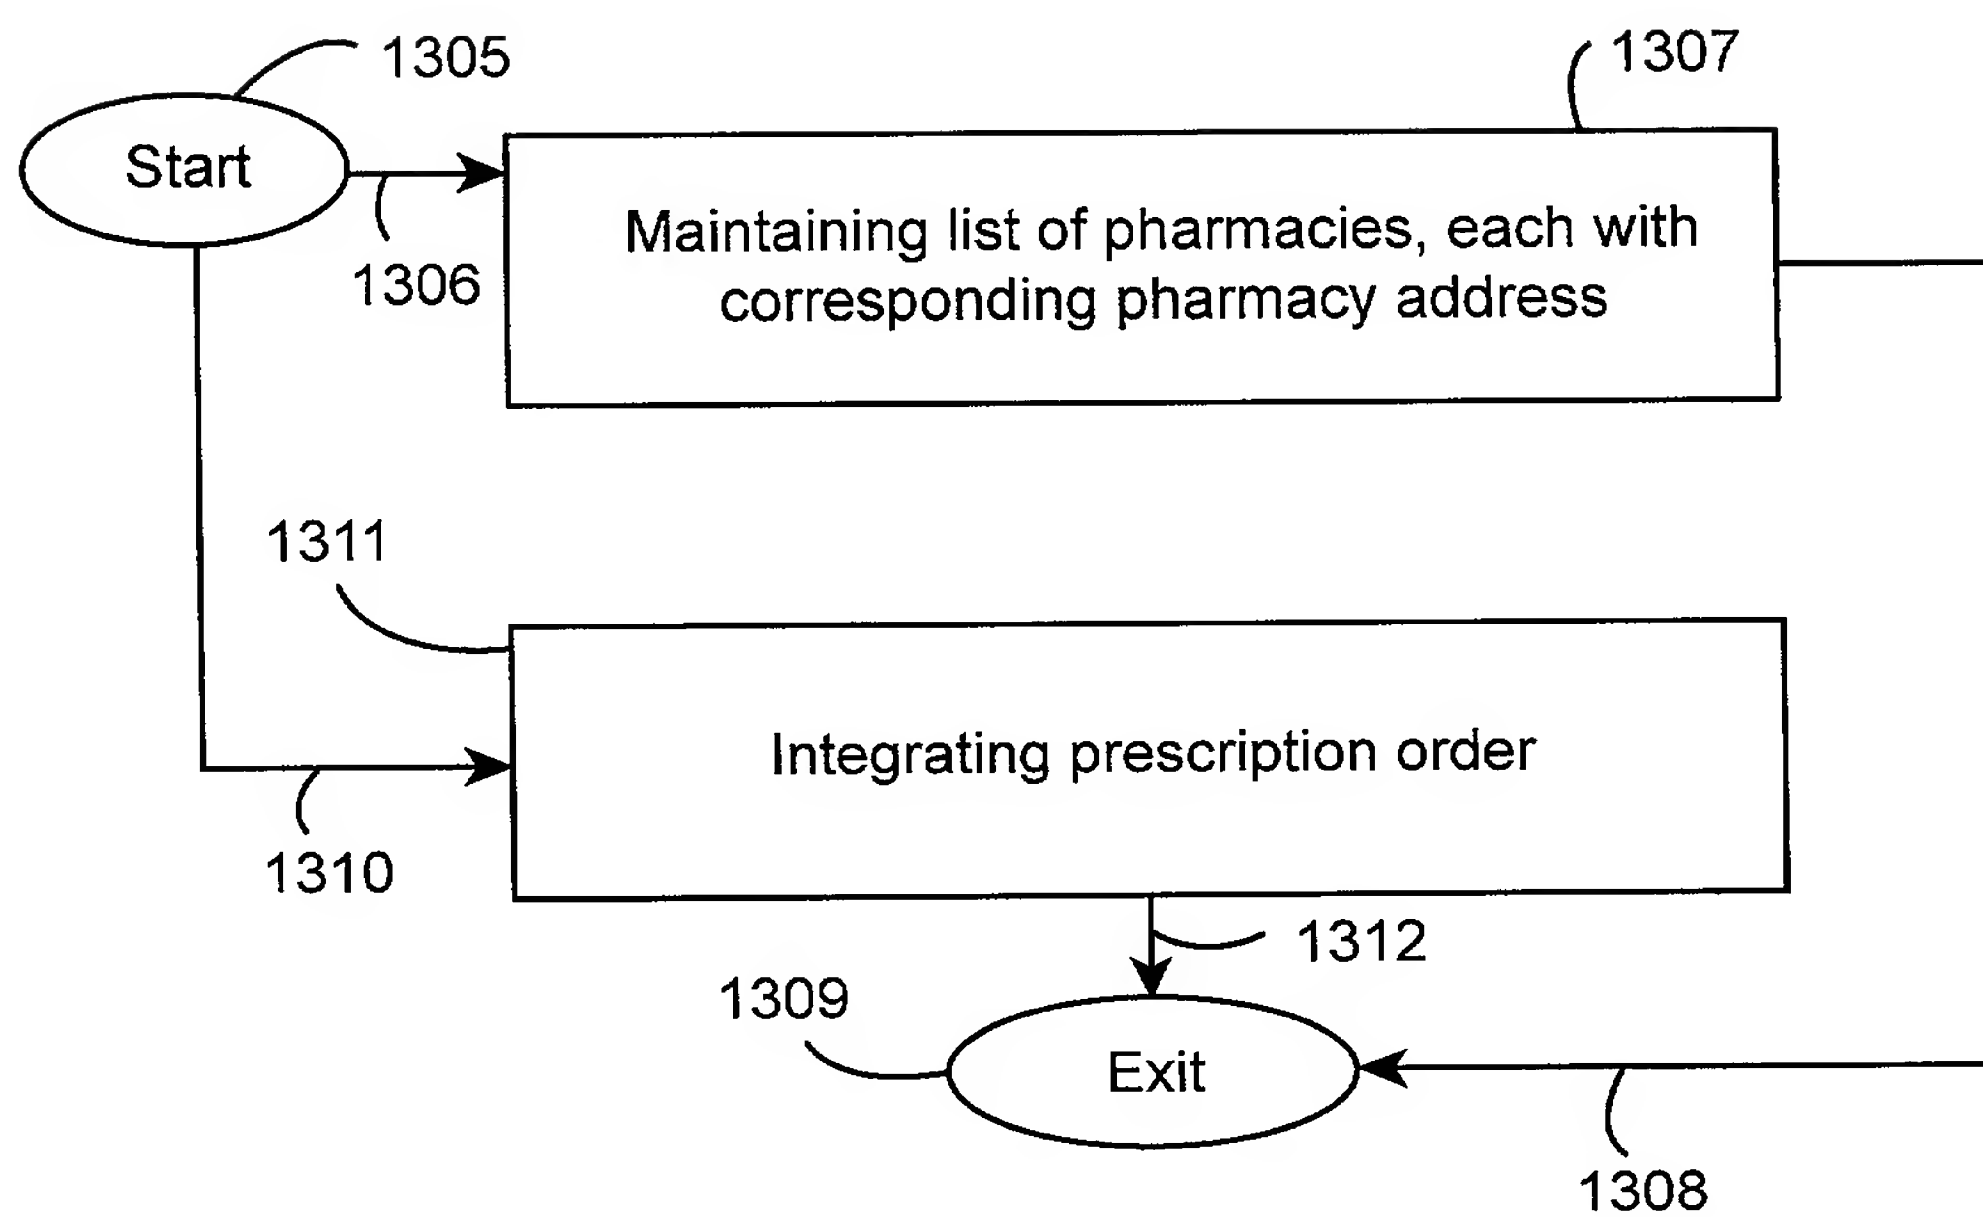 1305
1307
Start
1306
Maintaining list of pharmacies, each with
corresponding pharmacy address
1311
Integrating prescription order
1310
1312
1309
Exit
1308